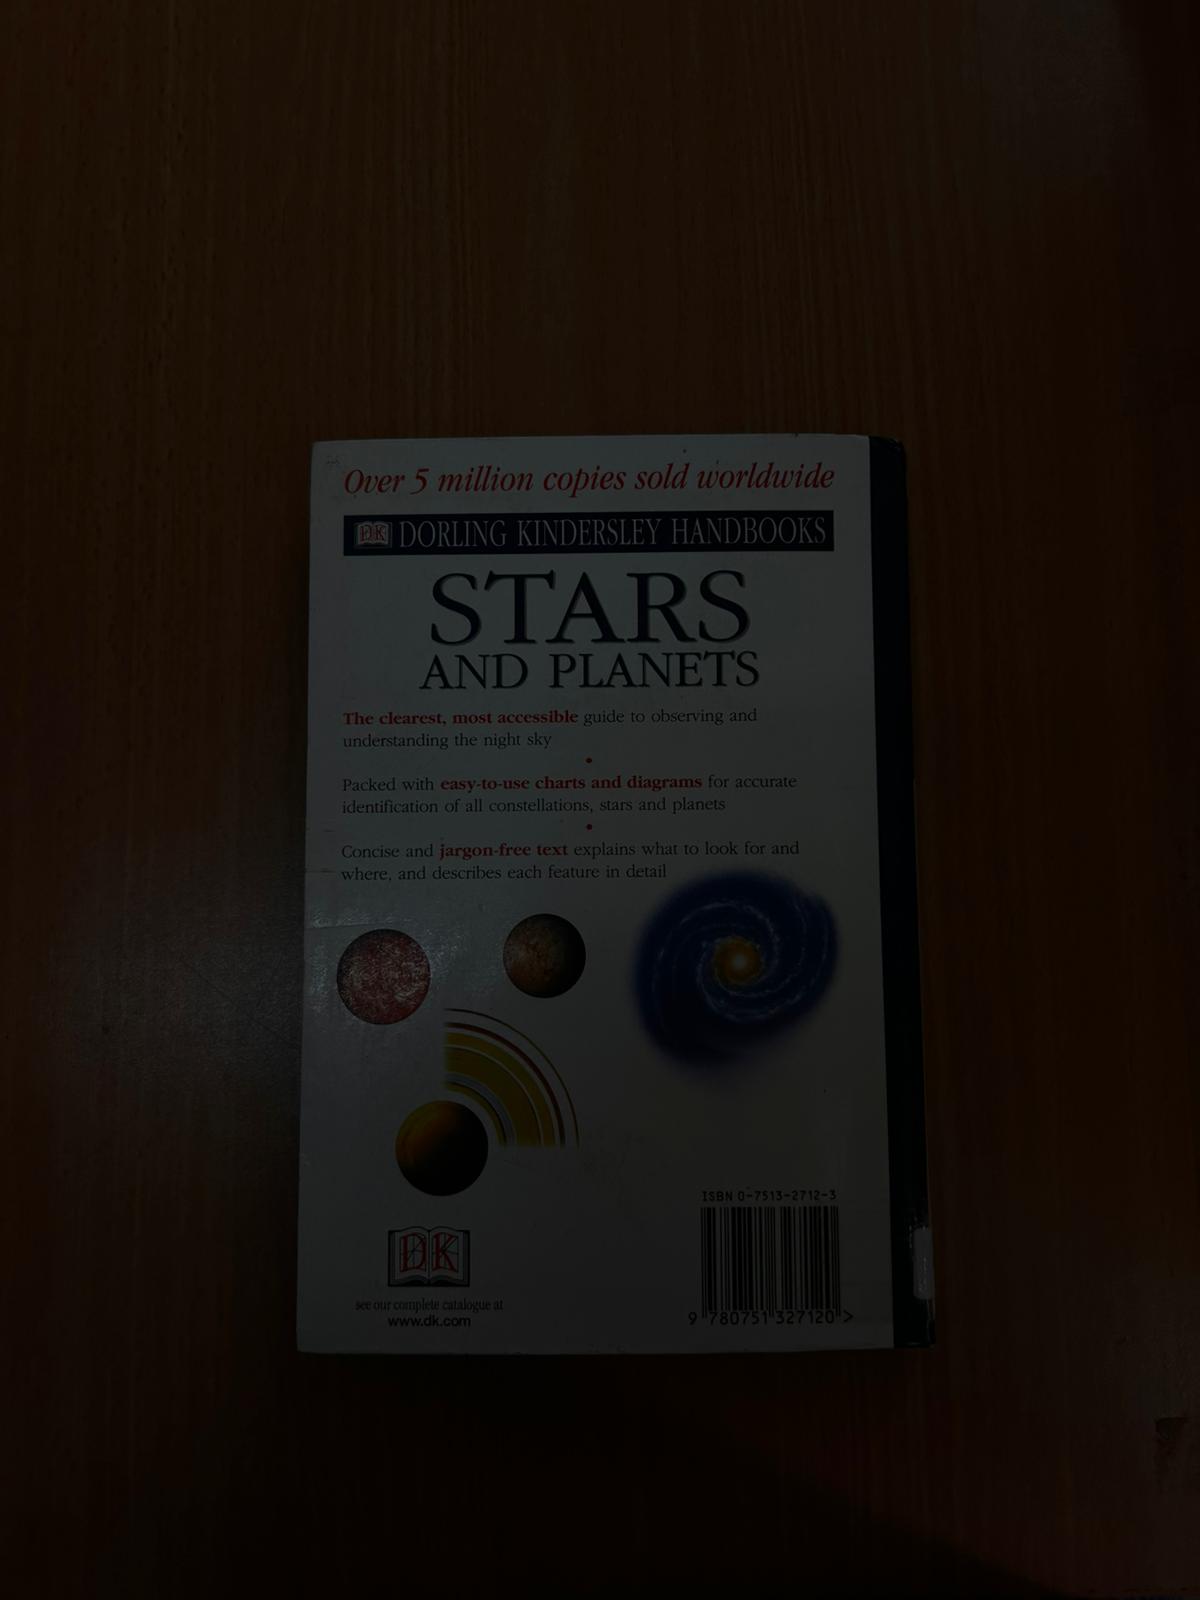 Over 5 million copies sold worldwide
DK DORLING KINDERSLEY HANDBOOKS
STARS
AND PLANETS
The clearest, most accessible guide to observing and
understanding the night sky
•
Packed with easy-to-use charts and diagrams for accurate
identification of all constellations, stars and planets
•
Concise and jargon-free text explains what to look for and
where, and describes each feature in detail
ISBN 0-7513-2712-3
9 780751 327120 >
DK
see our complete catalogue at
www.dk.com